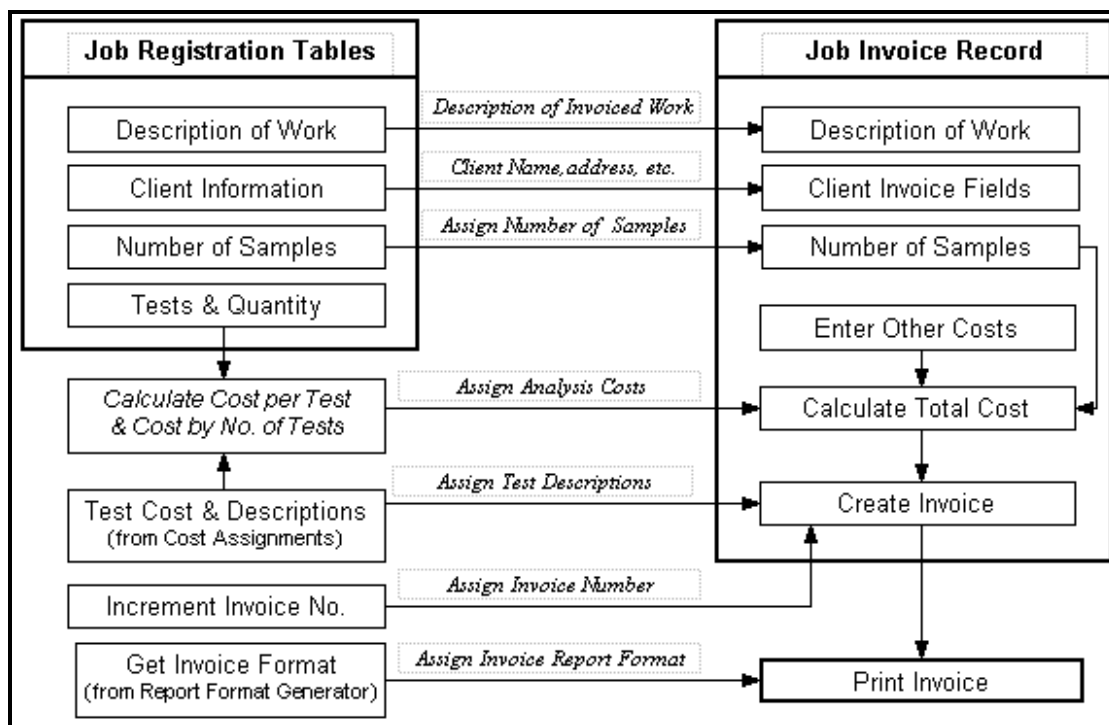 Job Registration Tables
Job Invoice Record
Description of Work
Description of Invoiced Work
Description of Work
Client Information
Client Name, address, etc.
Client Invoice Fields
Number of Samples
Assign Number of Samples
Number of Samples
Tests & Quantity
Enter Other Costs
Calculate Cost per Test
& Cost by No. of Tests
Assign Analysis Costs
Calculate Total Cost
Test Cost & Descriptions
(from Cost Assignments)
Assign Test Descriptions
Create Invoice
Increment Invoice No.
Assign Invoice Number
Get Invoice Format
(from Report Format Generator)
Assign Invoice Report Format
Print Invoice